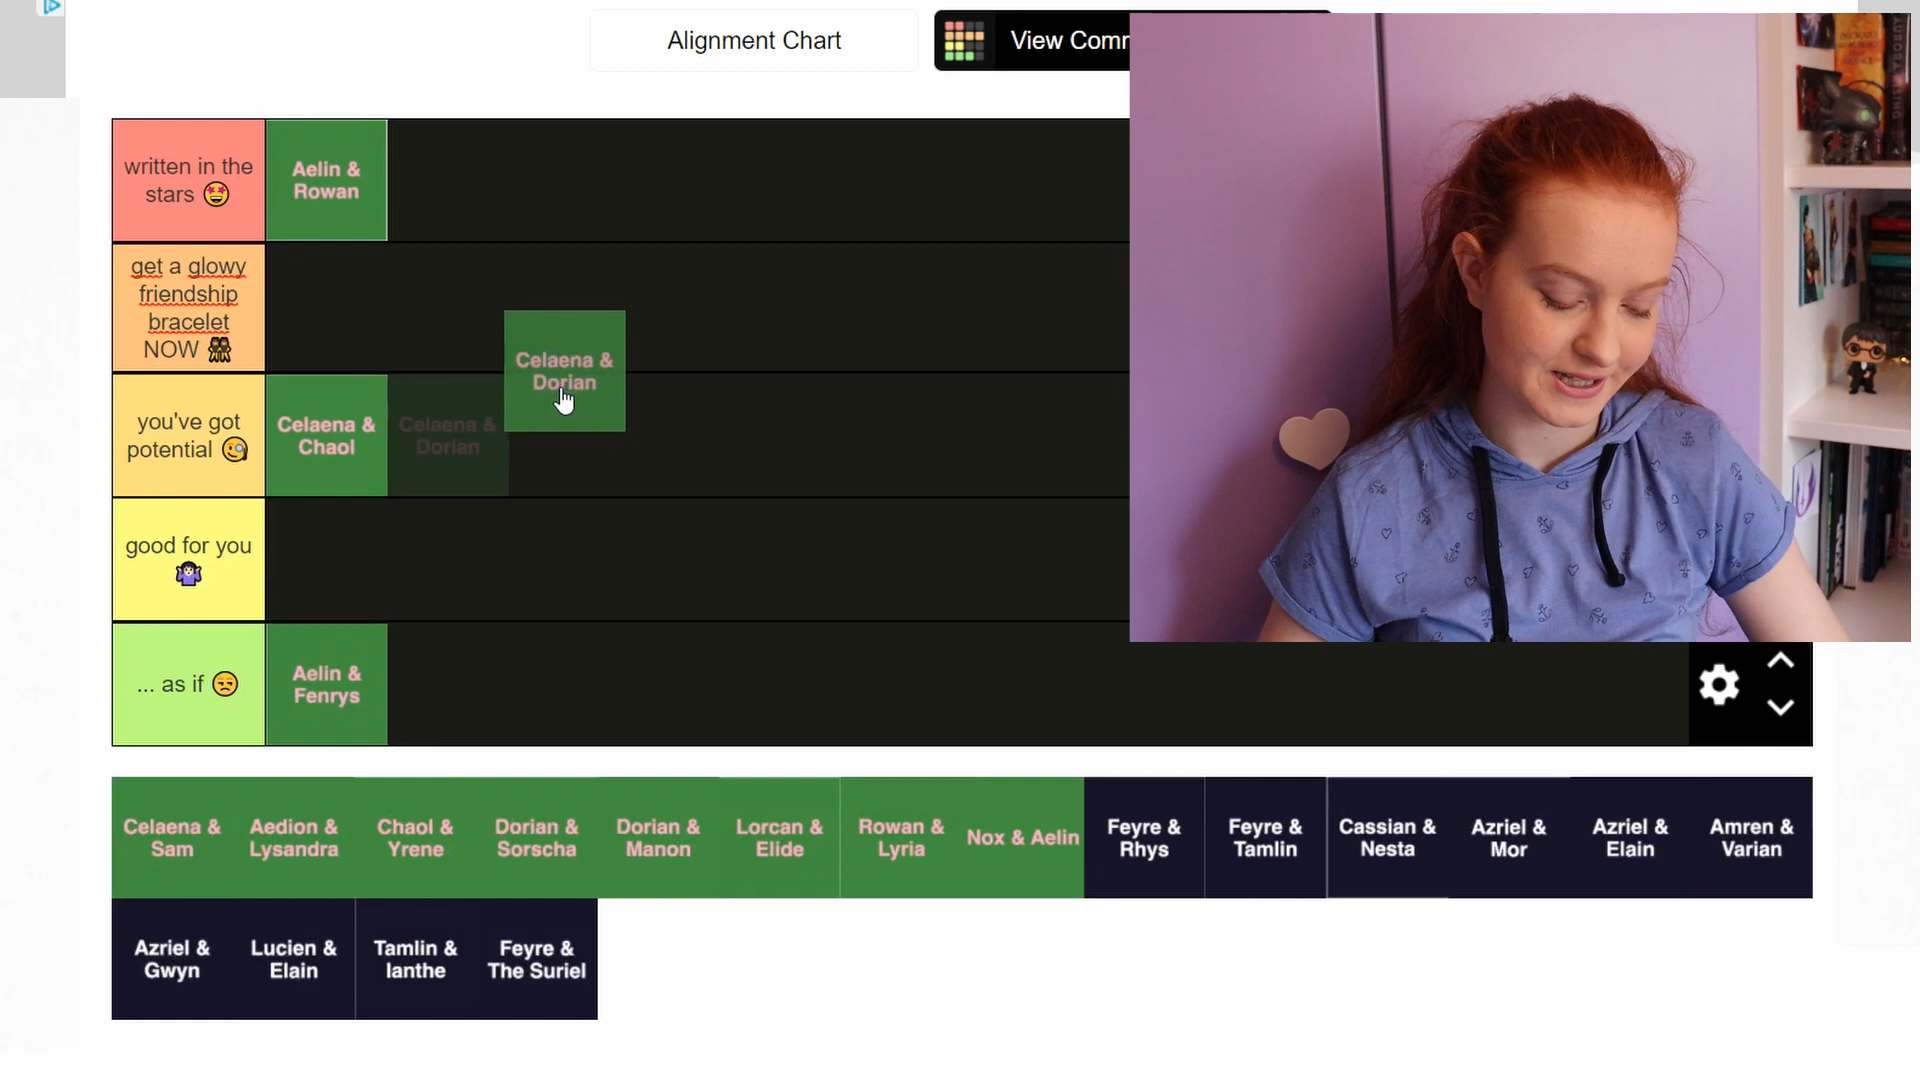 Alignment Chart
View Comm
written in the
stars 🤩
Aelin &
Rowan
get a glowy
friendship
bracelet
NOW 👯
Celaena &
Dorian
you've got
potential 🧐
Celaena &
Chaol
Celaena &
Dorian
good for you
🤷🏻‍♀️
... as if 😒
Aelin &
Fenrys
Celaena &
Sam
Aedion &
Lysandra
Chaol &
Yrene
Dorian &
Sorscha
Dorian &
Manon
Lorcan &
Elide
Rowan &
Lyria
Nox & Aelin
Feyre &
Rhys
Feyre &
Tamlin
Cassian &
Nesta
Azriel &
Mor
Azriel &
Elain
Amren &
Varian
Azriel &
Gwyn
Lucien &
Elain
Tamlin &
Ianthe
Feyre &
The Suriel